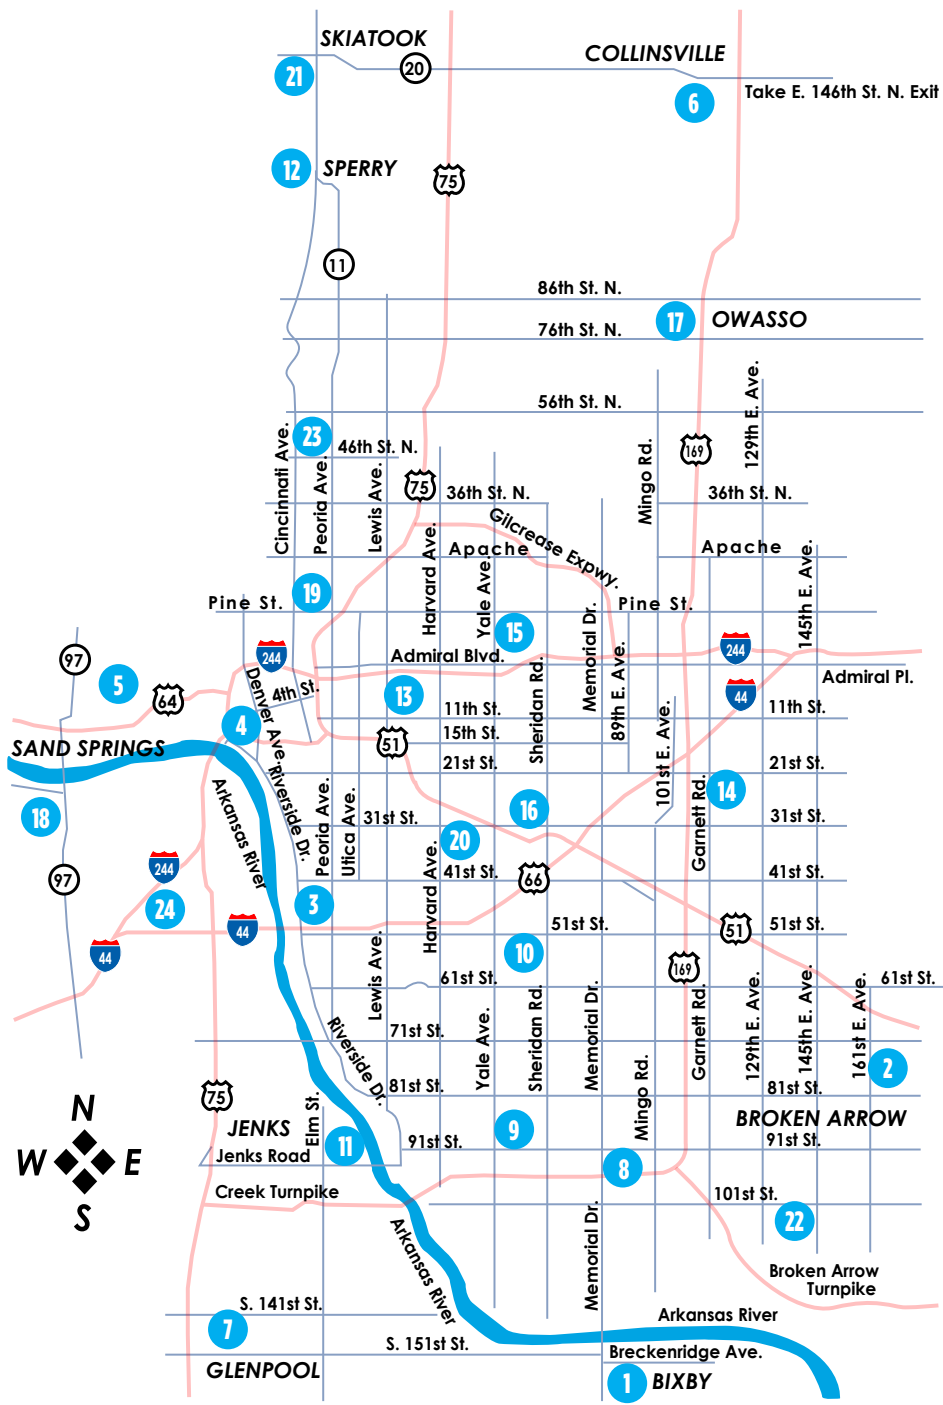 SKIATOOK
COLLINSVILLE
21
20
6
Take E. 146th St. N. Exit
12
SPERRY
75
11
86th St. N.
17
OWASSO
76th St. N.
56th St. N.
129th E. Ave.
23
46th St. N.
Cincinnati Ave.
Peoria Ave.
Lewis Ave.
75
Mingo Rd.
169
36th St. N.
36th St. N.
Gilcrease Expwy.
Harvard Ave.
Apache
Apache
Yale Ave.
145th E. Ave.
19
Pine St.
Pine St.
15
Memorial Dr.
97
244
244
Admiral Blvd.
89th E. Ave.
Sheridan Rd.
5
64
Denver Ave.
4th St.
13
44
Admiral Pl.
11th St.
11th St.
4
51
15th St.
SAND SPRINGS
21st St.
21st St.
101st E. Ave.
Arkansas River
Riverside Dr.
Peoria Ave.
Utica Ave.
16
14
Garnett Rd.
18
31st St.
31st St.
20
Harvard Ave.
244
97
41st St.
66
41st St.
24
3
44
44
51st St.
51
51st St.
10
169
Lewis Ave.
61st St.
61st St.
Riverside Dr.
71st St.
Yale Ave.
Sheridan Rd.
Memorial Dr.
Garnett Rd.
129th E. Ave.
145th E. Ave.
161st E. Ave.
2
75
81st St.
81st St.
Mingo Rd.
N
W
E
S
JENKS
Elm St.
11
9
BROKEN ARROW
91st St.
91st St.
Jenks Road
8
Creek Turnpike
101st St.
22
Arkansas River
Memorial Dr.
Broken Arrow
Turnpike
S. 141st St.
7
Arkansas River
S. 151st St.
Breckenridge Ave.
GLENPOOL
1
BIXBY